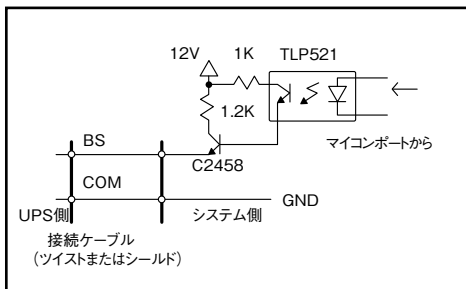 12V
1K
TLP521
1.2K
BS
C2458
マイコンポートから
COM
GND
UPS側
システム側
接続ケーブル
（ツイストまたはシールド）